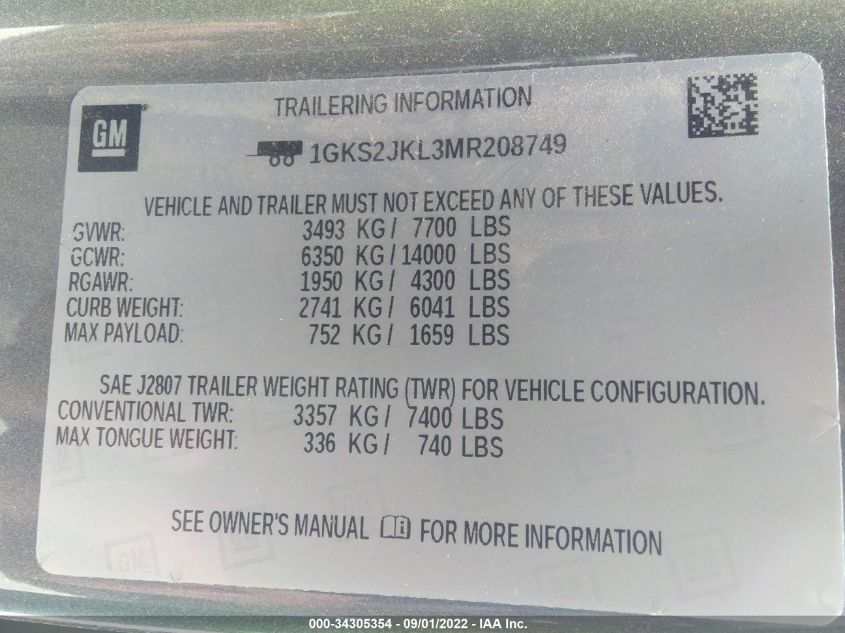 GM
TRAILERING INFORMATION
1GKS2JKL3MR208749
VEHICLE AND TRAILER MUST NOT EXCEED ANY OF THESE VALUES.
GVWR: 3493 KG / 7700 LBS
GCWR: 6350 KG / 14000 LBS
RGAWR: 1950 KG / 4300 LBS
CURB WEIGHT: 2741 KG / 6041 LBS
MAX PAYLOAD: 752 KG / 1659 LBS
SAE J2807 TRAILER WEIGHT RATING (TWR) FOR VEHICLE CONFIGURATION.
CONVENTIONAL TWR: 3357 KG / 7400 LBS
MAX TONGUE WEIGHT: 336 KG / 740 LBS
SEE OWNER'S MANUAL FOR MORE INFORMATION
000-34305354 - 09/01/2022 - IAA Inc.